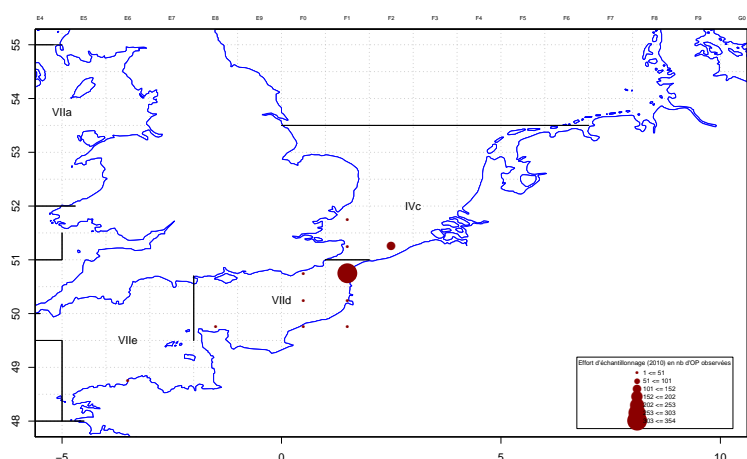 E4 E5 E6 E7 E8 E9 F0 F1 F2 F3 F4 F5 F6 F7 F8 F9 G0
55
54
VIIa
53
52
IVc
51
50
VIId
VIIe
49
48
Effort d'échantillonnage (2010) en nb d'OP observées
1 <= 51
51 <= 101
101 <= 152
152 <= 202
202 <= 253
253 <= 303
303 <= 354
−5 0 5 10